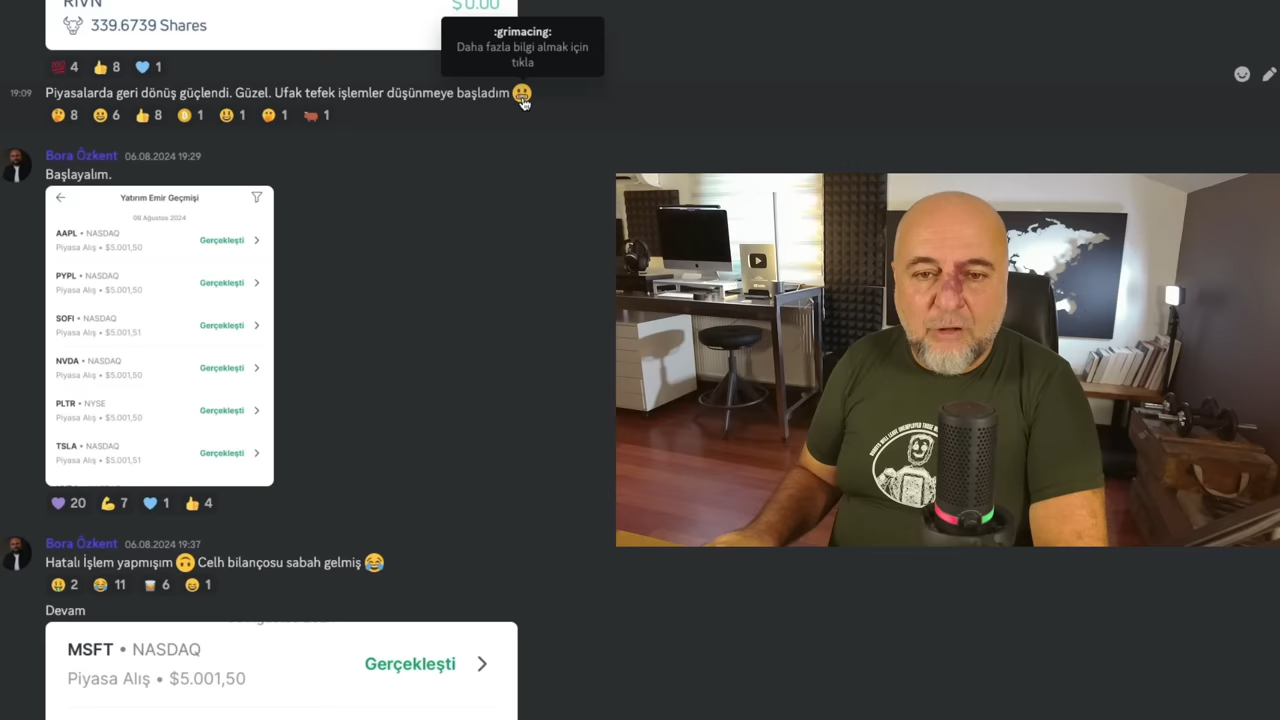 RIVN
$0.00
339.6739 Shares
:grimacing:
Daha fazla bilgi almak için
tıkla
4 8 1
19:09 Piyasalarda geri dönüş güçlendi. Güzel. Ufak tefek işlemler düşünmeye başladım
8 6 8 1 1 1 1
Bora Özkent 06.08.2024 19:29
Başlayalım.
Yatırım Emir Geçmişi
06 Ağustos 2024
AAPL • NASDAQ
Piyasa Alış • $5.001,50
Gerçekleşti
PYPL • NASDAQ
Piyasa Alış • $5.001,50
Gerçekleşti
SOFI • NASDAQ
Piyasa Alış • $5.001,51
Gerçekleşti
NVDA • NASDAQ
Piyasa Alış • $5.001,50
Gerçekleşti
PLTR • NYSE
Piyasa Alış • $5.001,50
Gerçekleşti
TSLA • NASDAQ
Piyasa Alış • $5.001,51
Gerçekleşti
20 7 1 4
Bora Özkent 06.08.2024 19:37
Hatalı İşlem yapmışım Celh bilançosu sabah gelmiş
2 11 6 1
Devam
MSFT • NASDAQ
Piyasa Alış • $5.001,50
Gerçekleşti